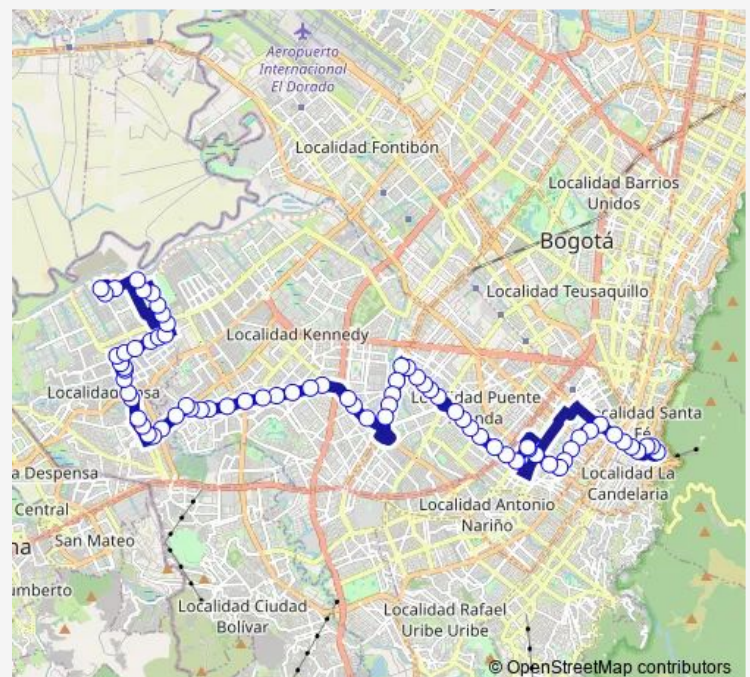 Aeropuerto
Internacional
El Dorado
Localidad Fontibón
Localidad Barrios
Unidos
Bogotá
Localidad Teusaquillo
Localidad Kennedy
Localidad Puente
Localidad Santa
Fé
a Despensa
Localidad La
Candelaria
Central
Localidad Antonio
Nariño
San Mateo
na
umberto
Localidad Ciudad
Bolívar
Localidad Rafael
Uribe Uribe
© OpenStreetMap contributors